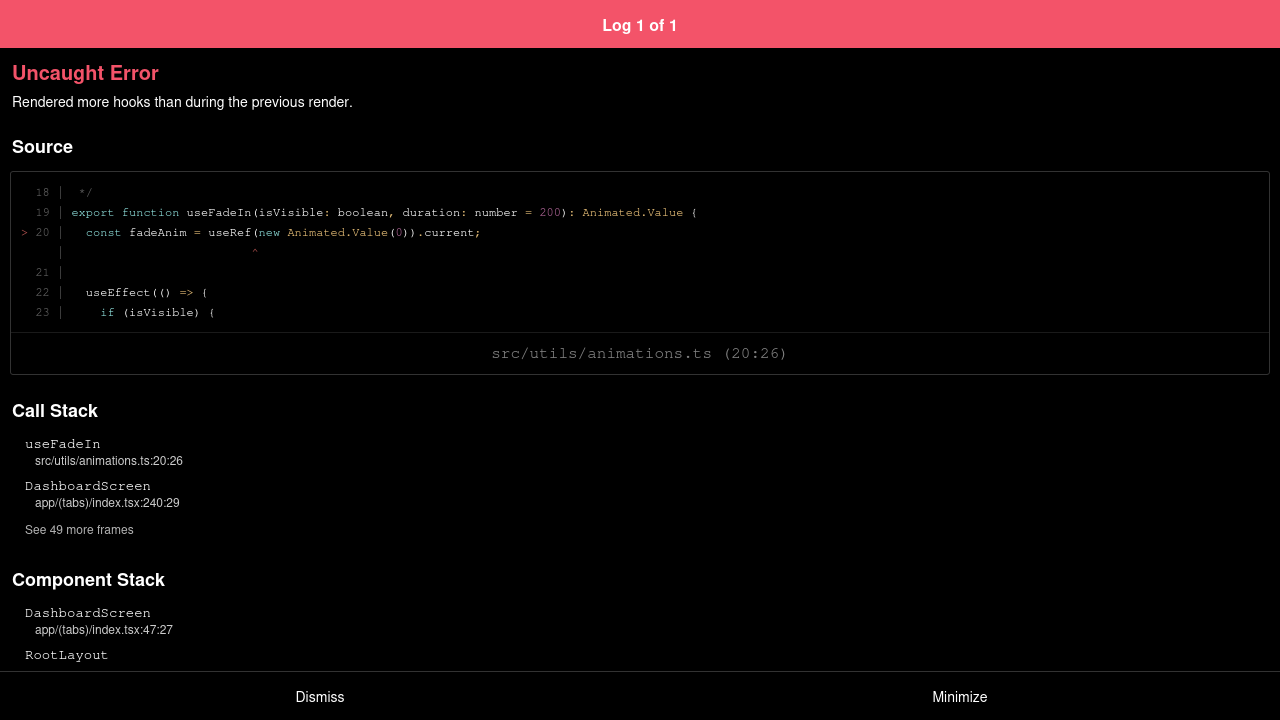 Log 1 of 1
Uncaught Error
Rendered more hooks than during the previous render.
Source
18 | */
19 | export function useFadeIn(isVisible: boolean, duration: number = 200): Animated.Value {
> 20 | const fadeAnim = useRef(new Animated.Value(0)).current;
| ^
21 |
22 | useEffect(() => {
23 | if (isVisible) {
src/utils/animations.ts (20:26)
Call Stack
useFadeIn
src/utils/animations.ts:20:26
DashboardScreen
app/(tabs)/index.tsx:240:29
See 49 more frames
Component Stack
DashboardScreen
app/(tabs)/index.tsx:47:27
RootLayout
Dismiss Minimize